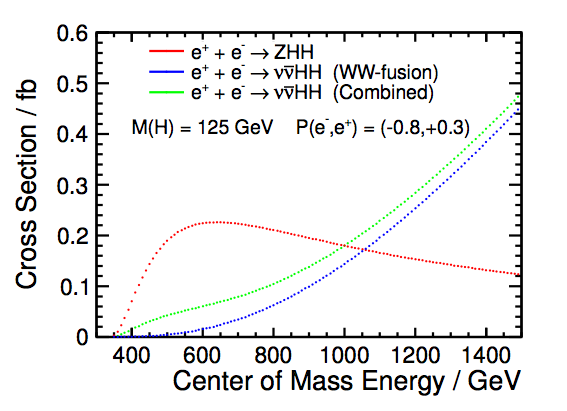 0.6
0.5
0.4
0.3
0.2
0.1
0
Cross Section / fb
e⁺ + e⁻ → ZHH
e⁺ + e⁻ → νν̅HH (WW-fusion)
e⁺ + e⁻ → νν̅HH (Combined)
M(H) = 125 GeV P(e⁻,e⁺) = (-0.8,+0.3)
400 600 800 1000 1200 1400
Center of Mass Energy / GeV